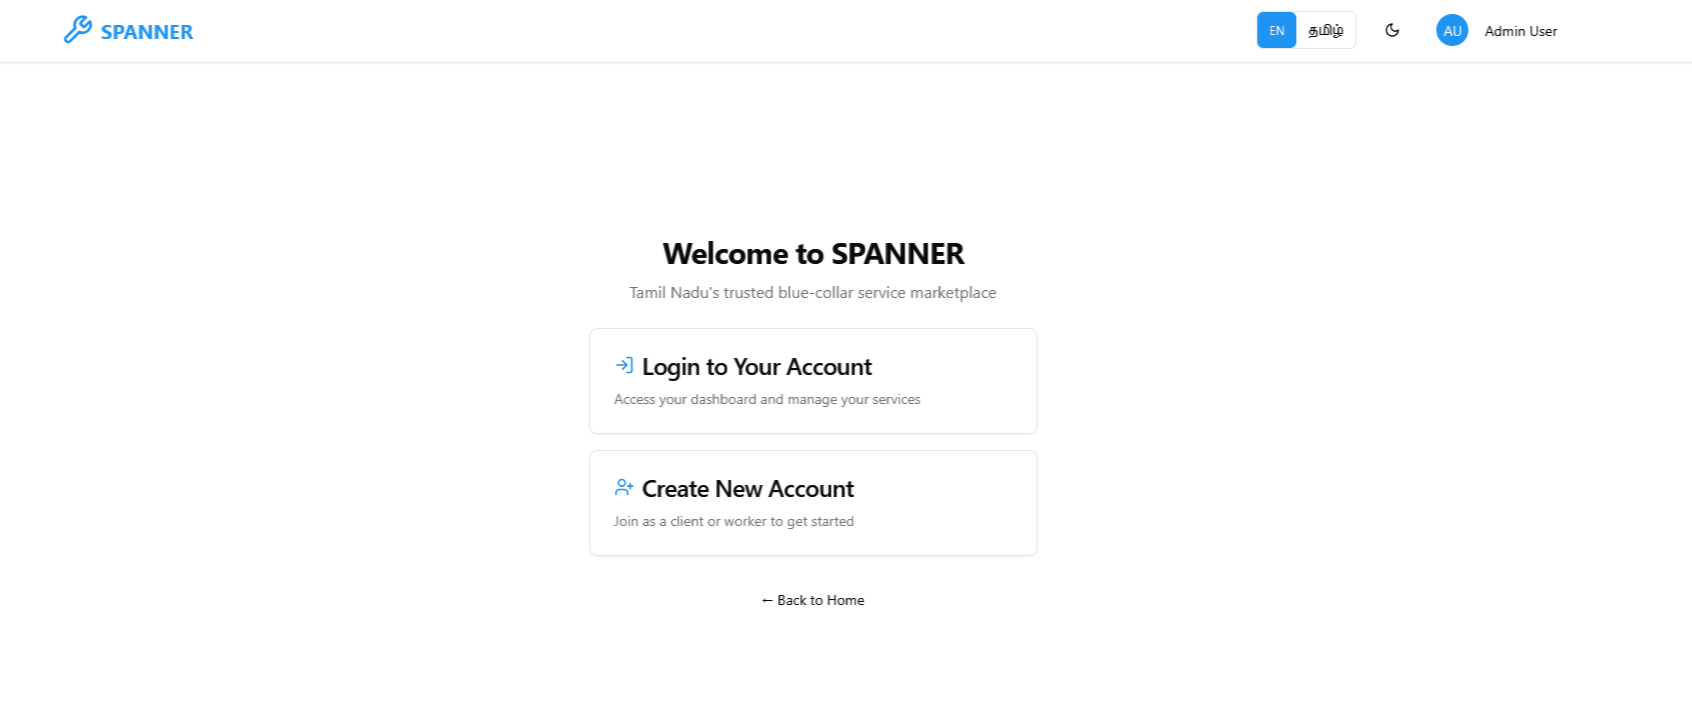 SPANNER
EN
தமிழ்
AU
Admin User
Welcome to SPANNER
Tamil Nadu's trusted blue-collar service marketplace
Login to Your Account
Access your dashboard and manage your services
Create New Account
Join as a client or worker to get started
← Back to Home